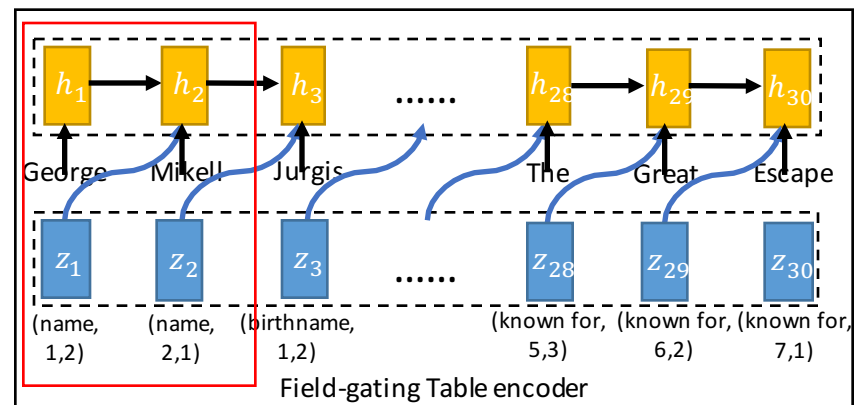 h₁ h₂ h₃ ...... h₂₈ h₂₉ h₃₀
George Mikell Jurgis The Great Escape
z₁ z₂ z₃ ...... z₂₈ z₂₉ z₃₀
(name, (name, (birthname, (known for, (known for, (known for,
1,2) 2,1) 1,2) 5,3) 6,2) 7,1)
Field-gating Table encoder